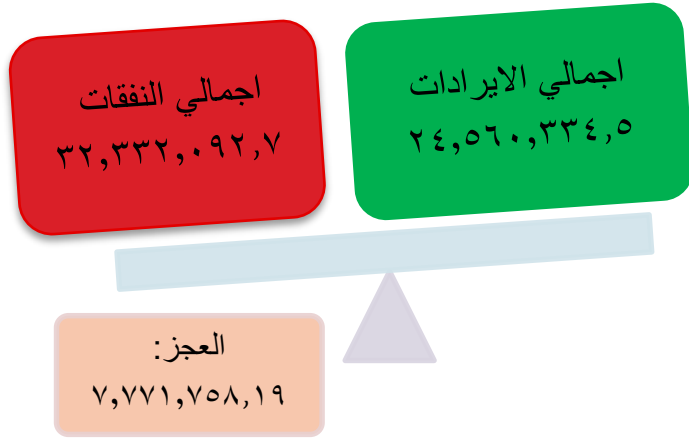 اجمالي الايرادات
٢٤,٥٦٠,٣٣٤,٥
اجمالي النفقات
٣٢,٣٣٢,٠٩٢,٧
العجز:
٧,٧٧١,٧٥٨,١٩